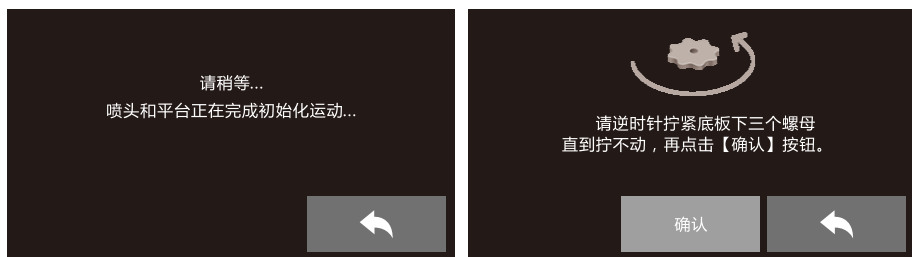 请稍等...
喷头和平台正在完成初始化运动...
请逆时针拧紧底板下三个螺母
直到拧不动，再点击【确认】按钮。
确认